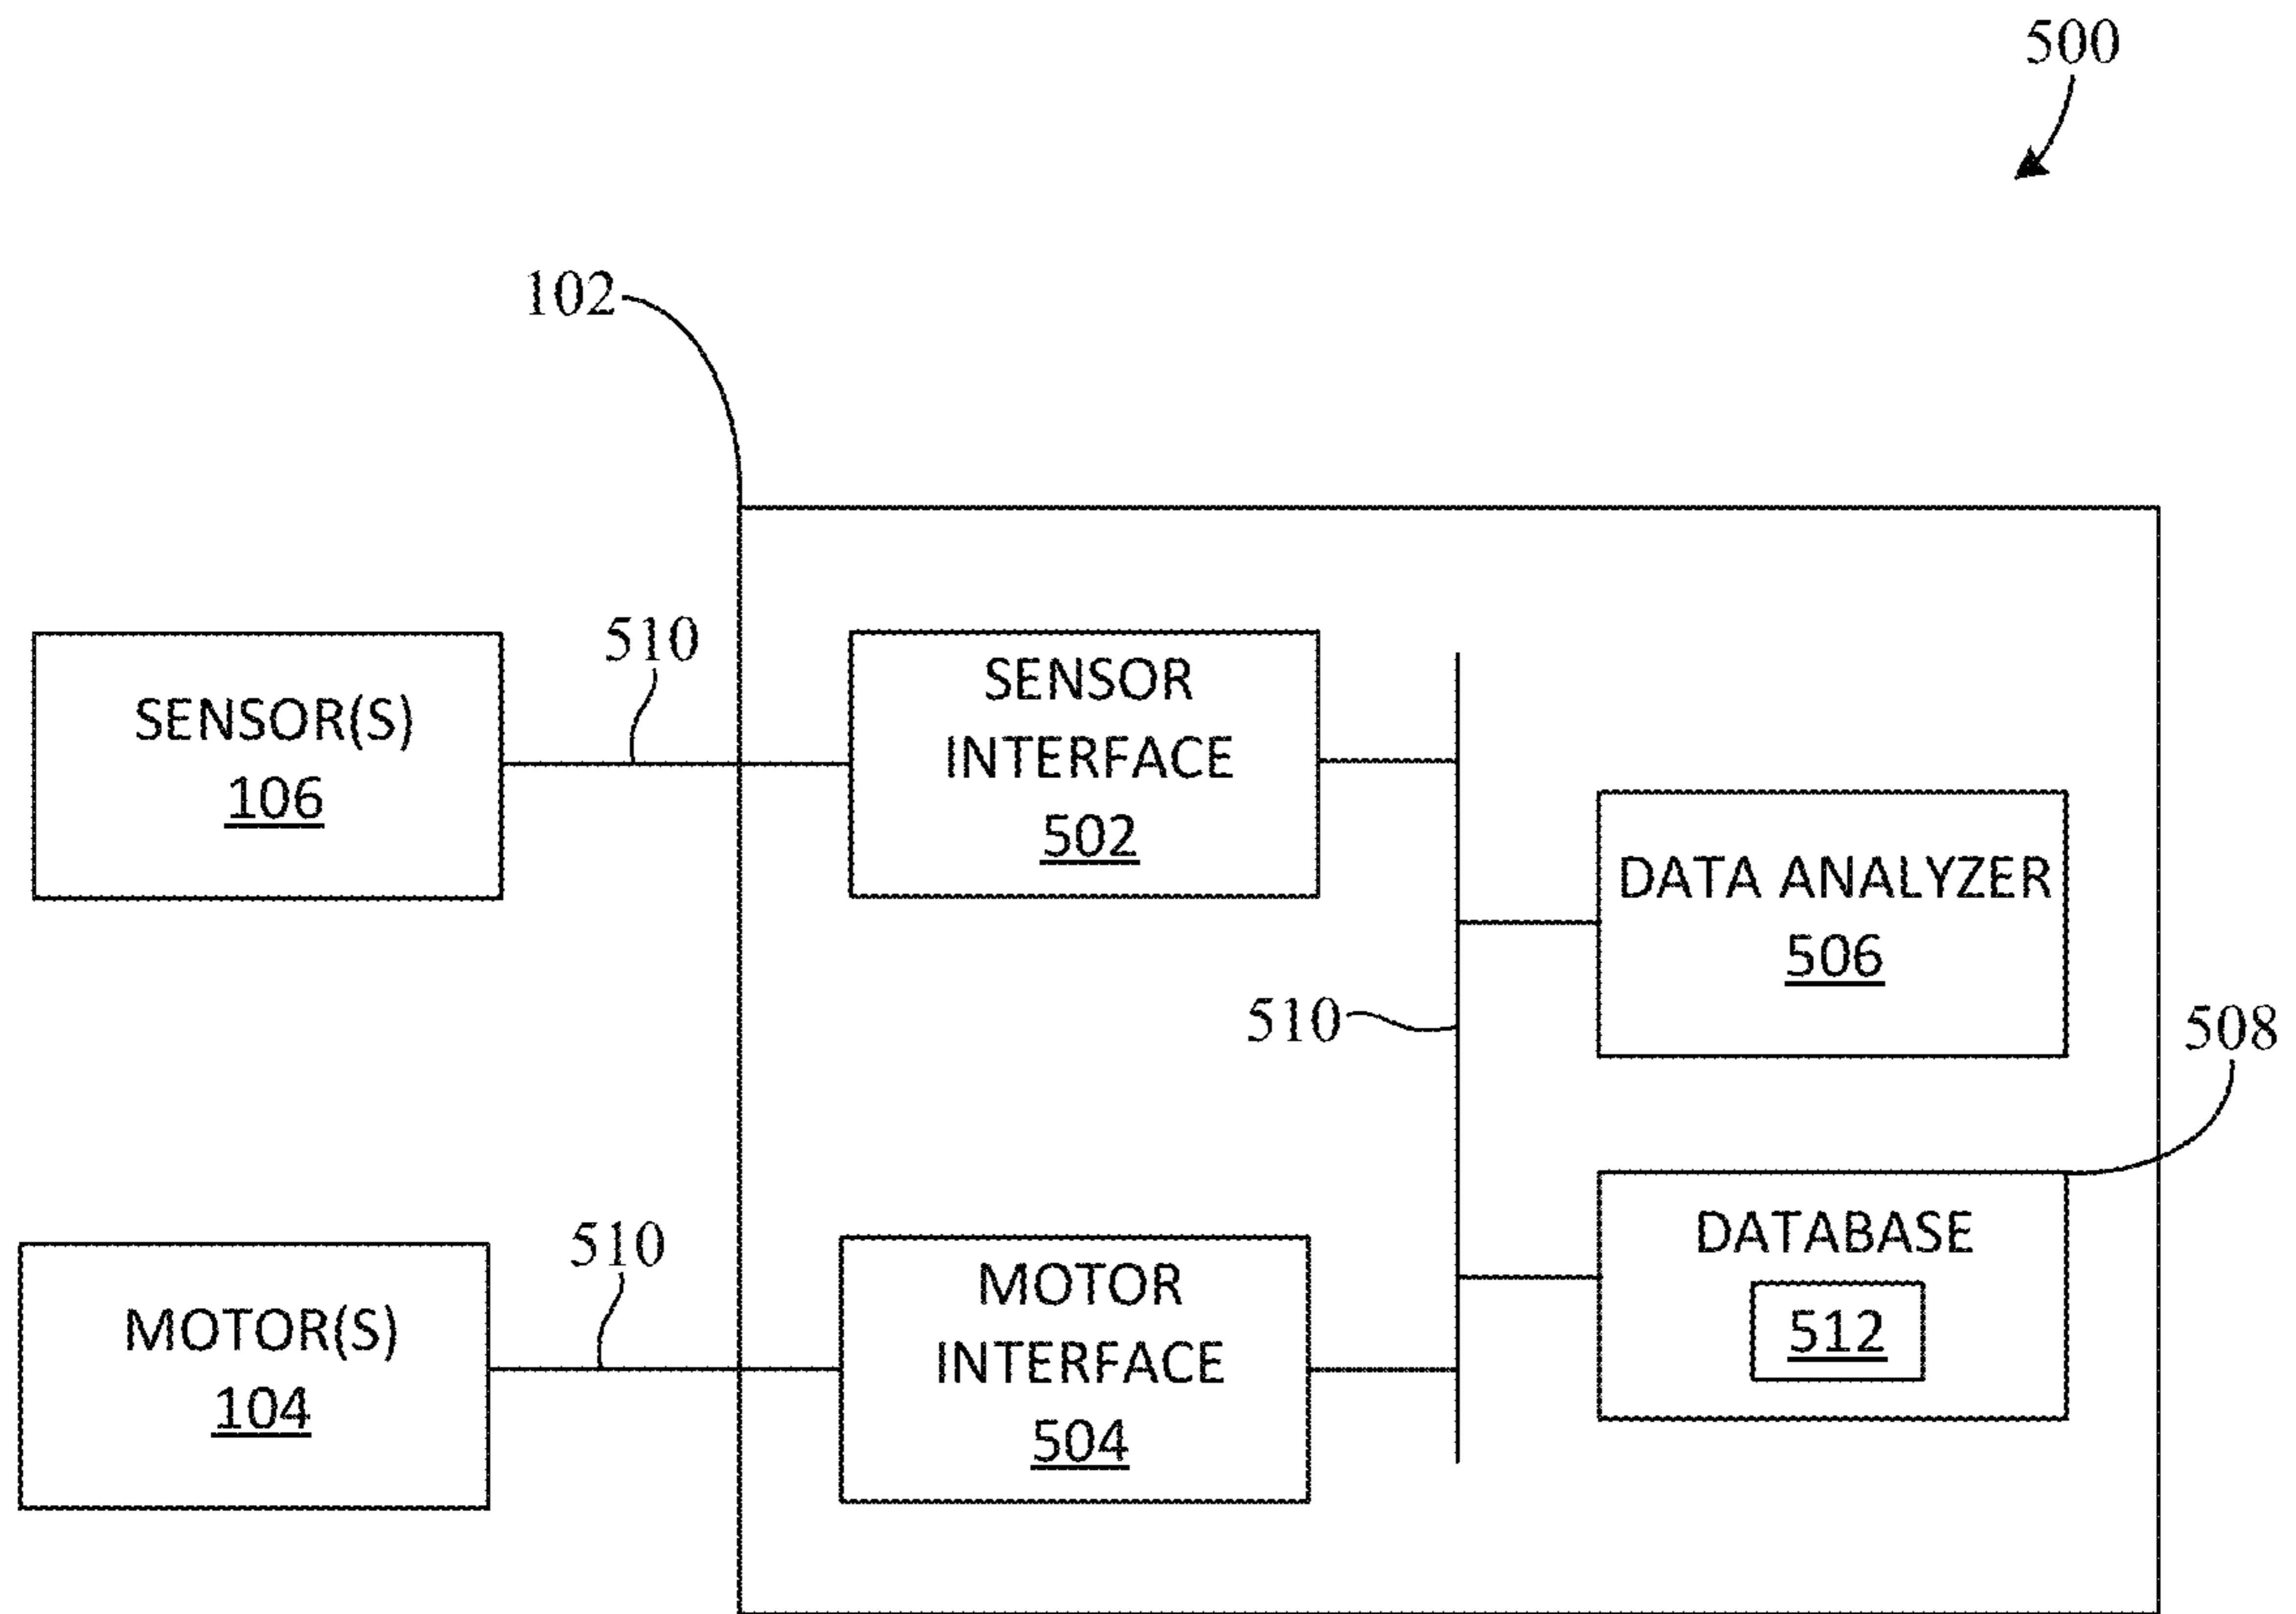 500
102
510
SENSOR(S)
106
SENSOR
INTERFACE
502
DATA ANALYZER
506
510
508
510
MOTOR(S)
104
MOTOR
INTERFACE
504
DATABASE
512